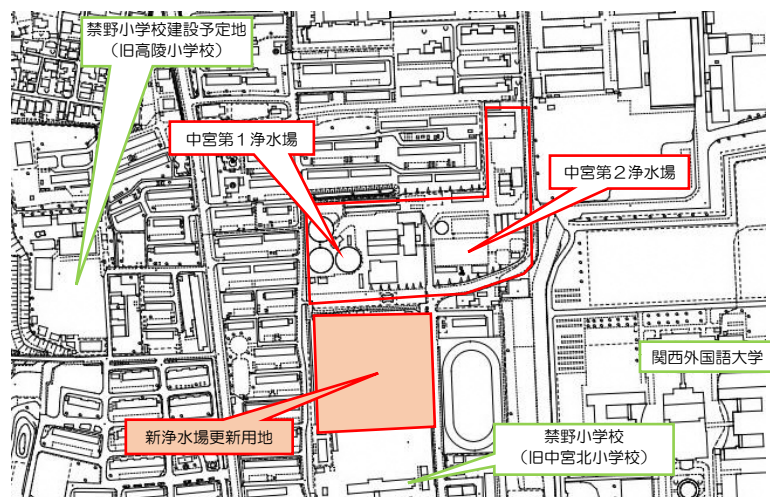 禁野小学校建設予定地
（旧高陵小学校）
中宮第１浄水場
中宮第２浄水場
関西外国語大学
新浄水場更新用地
禁野小学校
（旧中宮北小学校）